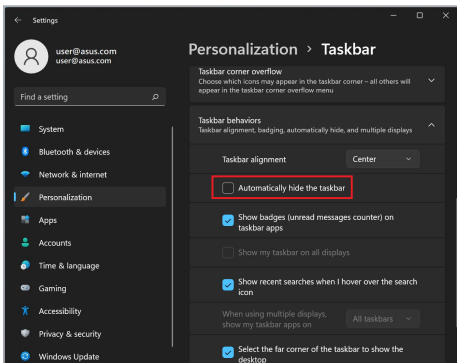 Settings
user@asus.com
user@asus.com
Find a setting
System
Bluetooth & devices
Network & internet
Personalization
Apps
Accounts
Time & language
Gaming
Accessibility
Privacy & security
Windows Update
Personalization > Taskbar
Taskbar corner overflow
Choose which icons may appear in the taskbar corner – all others will
appear in the taskbar corner overflow menu
Taskbar behaviors
Taskbar alignment, badging, automatically hide, and multiple displays
Taskbar alignment
Center
Automatically hide the taskbar
Show badges (unread messages counter) on
taskbar apps
Show my taskbar on all displays
Show recent searches when I hover over the search
icon
When using multiple displays,
show my taskbar apps on
All taskbars
Select the far corner of the taskbar to show the
desktop